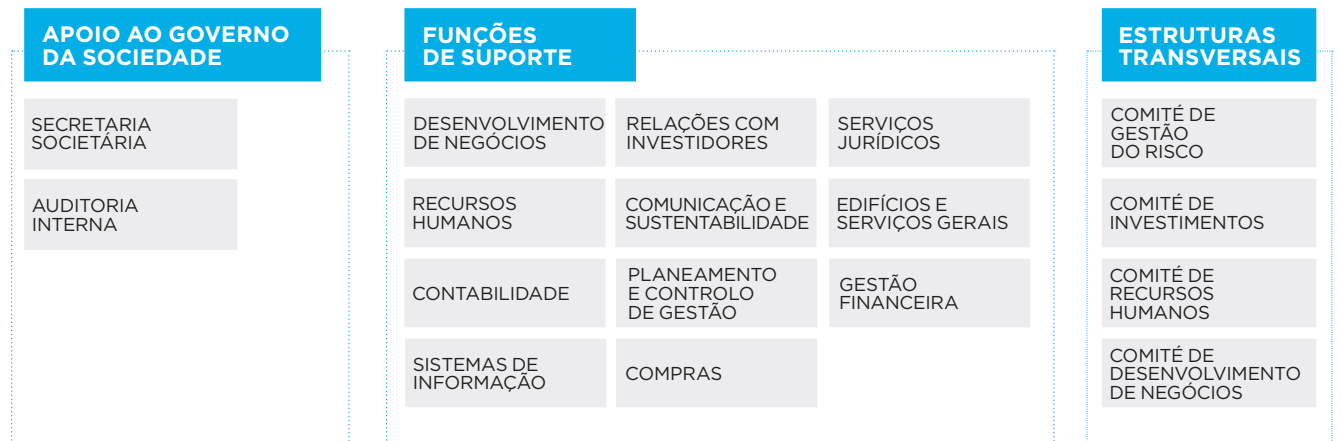 APOIO AO GOVERNO
DA SOCIEDADE
SECRETARIA
SOCIETÁRIA
AUDITORIA
INTERNA
FUNÇÕES
DE SUPORTE
DESENVOLVIMENTO
DE NEGÓCIOS
RELAÇÕES COM
INVESTIDORES
SERVIÇOS
JURÍDICOS
RECURSOS
HUMANOS
COMUNICAÇÃO E
SUSTENTABILIDADE
EDIFÍCIOS E
SERVIÇOS GERAIS
CONTABILIDADE
PLANEAMENTO
E CONTROLO
DE GESTÃO
GESTÃO
FINANCEIRA
SISTEMAS DE
INFORMAÇÃO
COMPRAS
ESTRUTURAS
TRANSVERSAIS
COMITÉ DE
GESTÃO
DO RISCO
COMITÉ DE
INVESTIMENTOS
COMITÉ DE
RECURSOS
HUMANOS
COMITÉ DE
DESENVOLVIMENTO
DE NEGÓCIOS